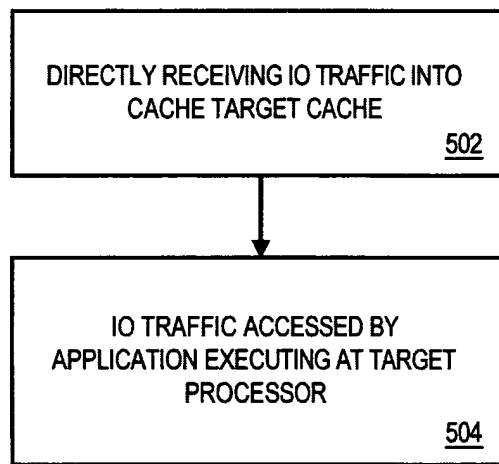 DIRECTLY RECEIVING IO TRAFFIC INTO
CACHE TARGET CACHE
502
IO TRAFFIC ACCESSED BY
APPLICATION EXECUTING AT TARGET
PROCESSOR
504